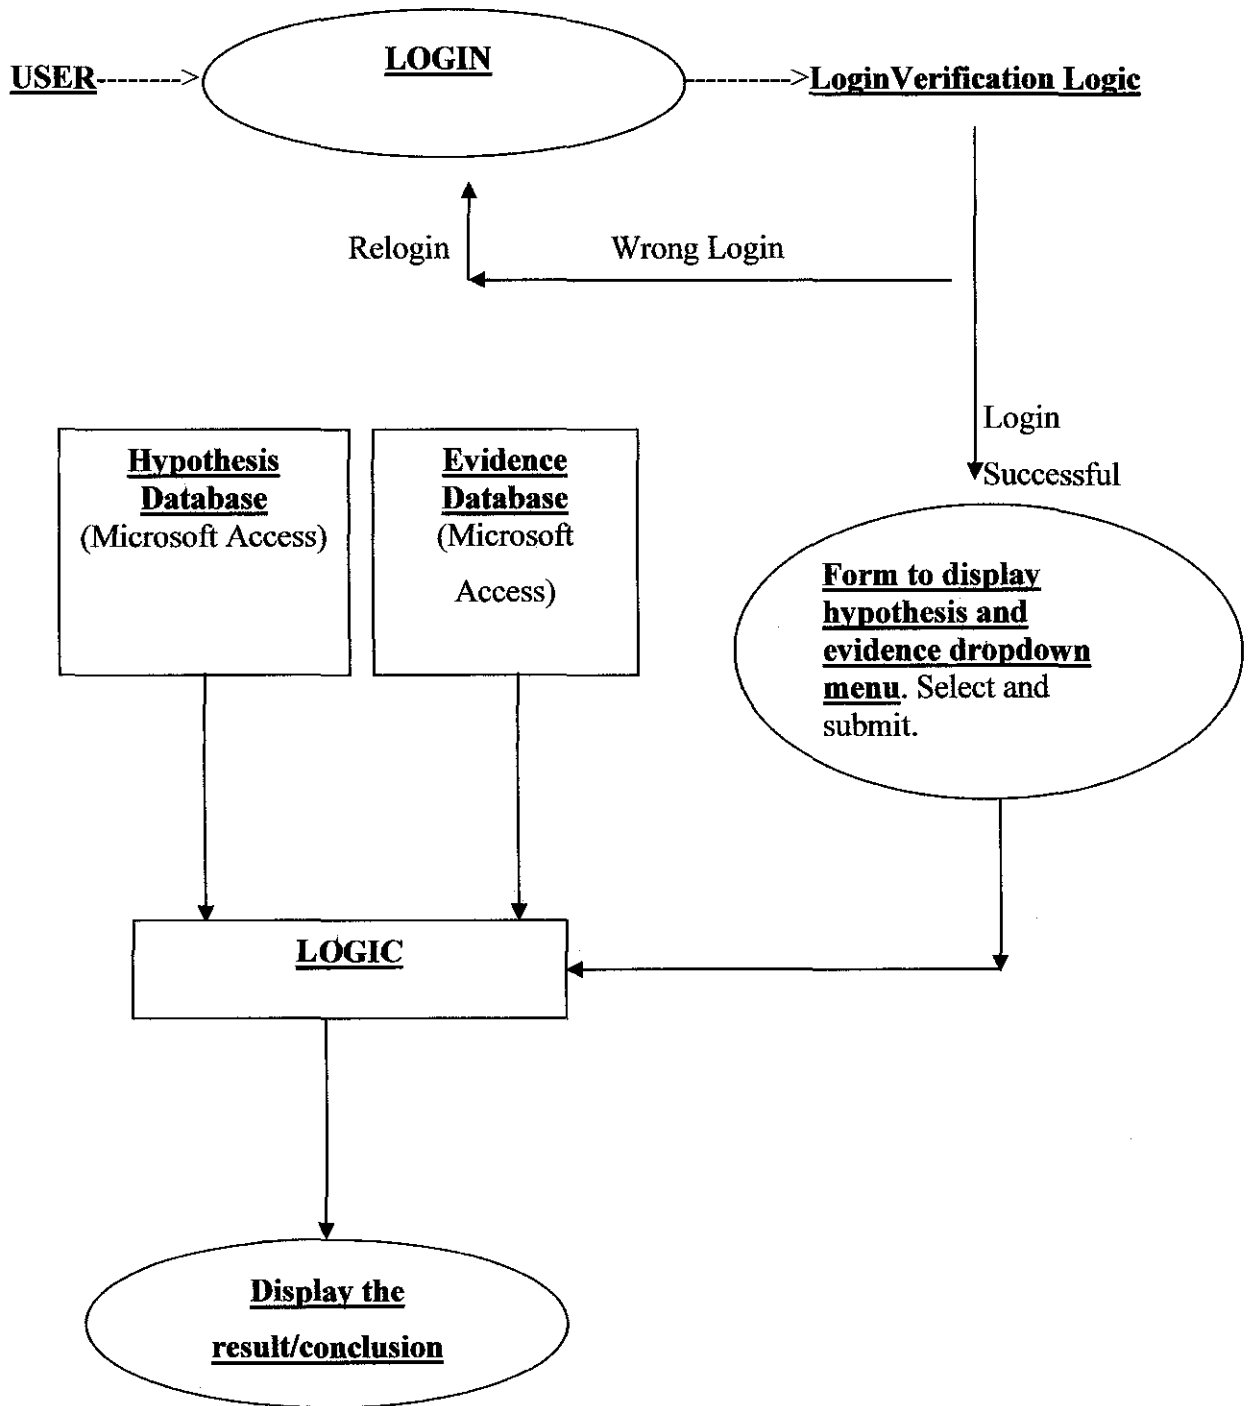 LOGIN
USER-------->
-------->LoginVerification Logic
Relogin
Wrong Login
Login
Successful
Hypothesis
Database
(Microsoft Access)
Evidence
Database
(Microsoft
Access)
Form to display
hypothesis and
evidence dropdown
menu. Select and
submit.
LOGIC
Display the
result/conclusion